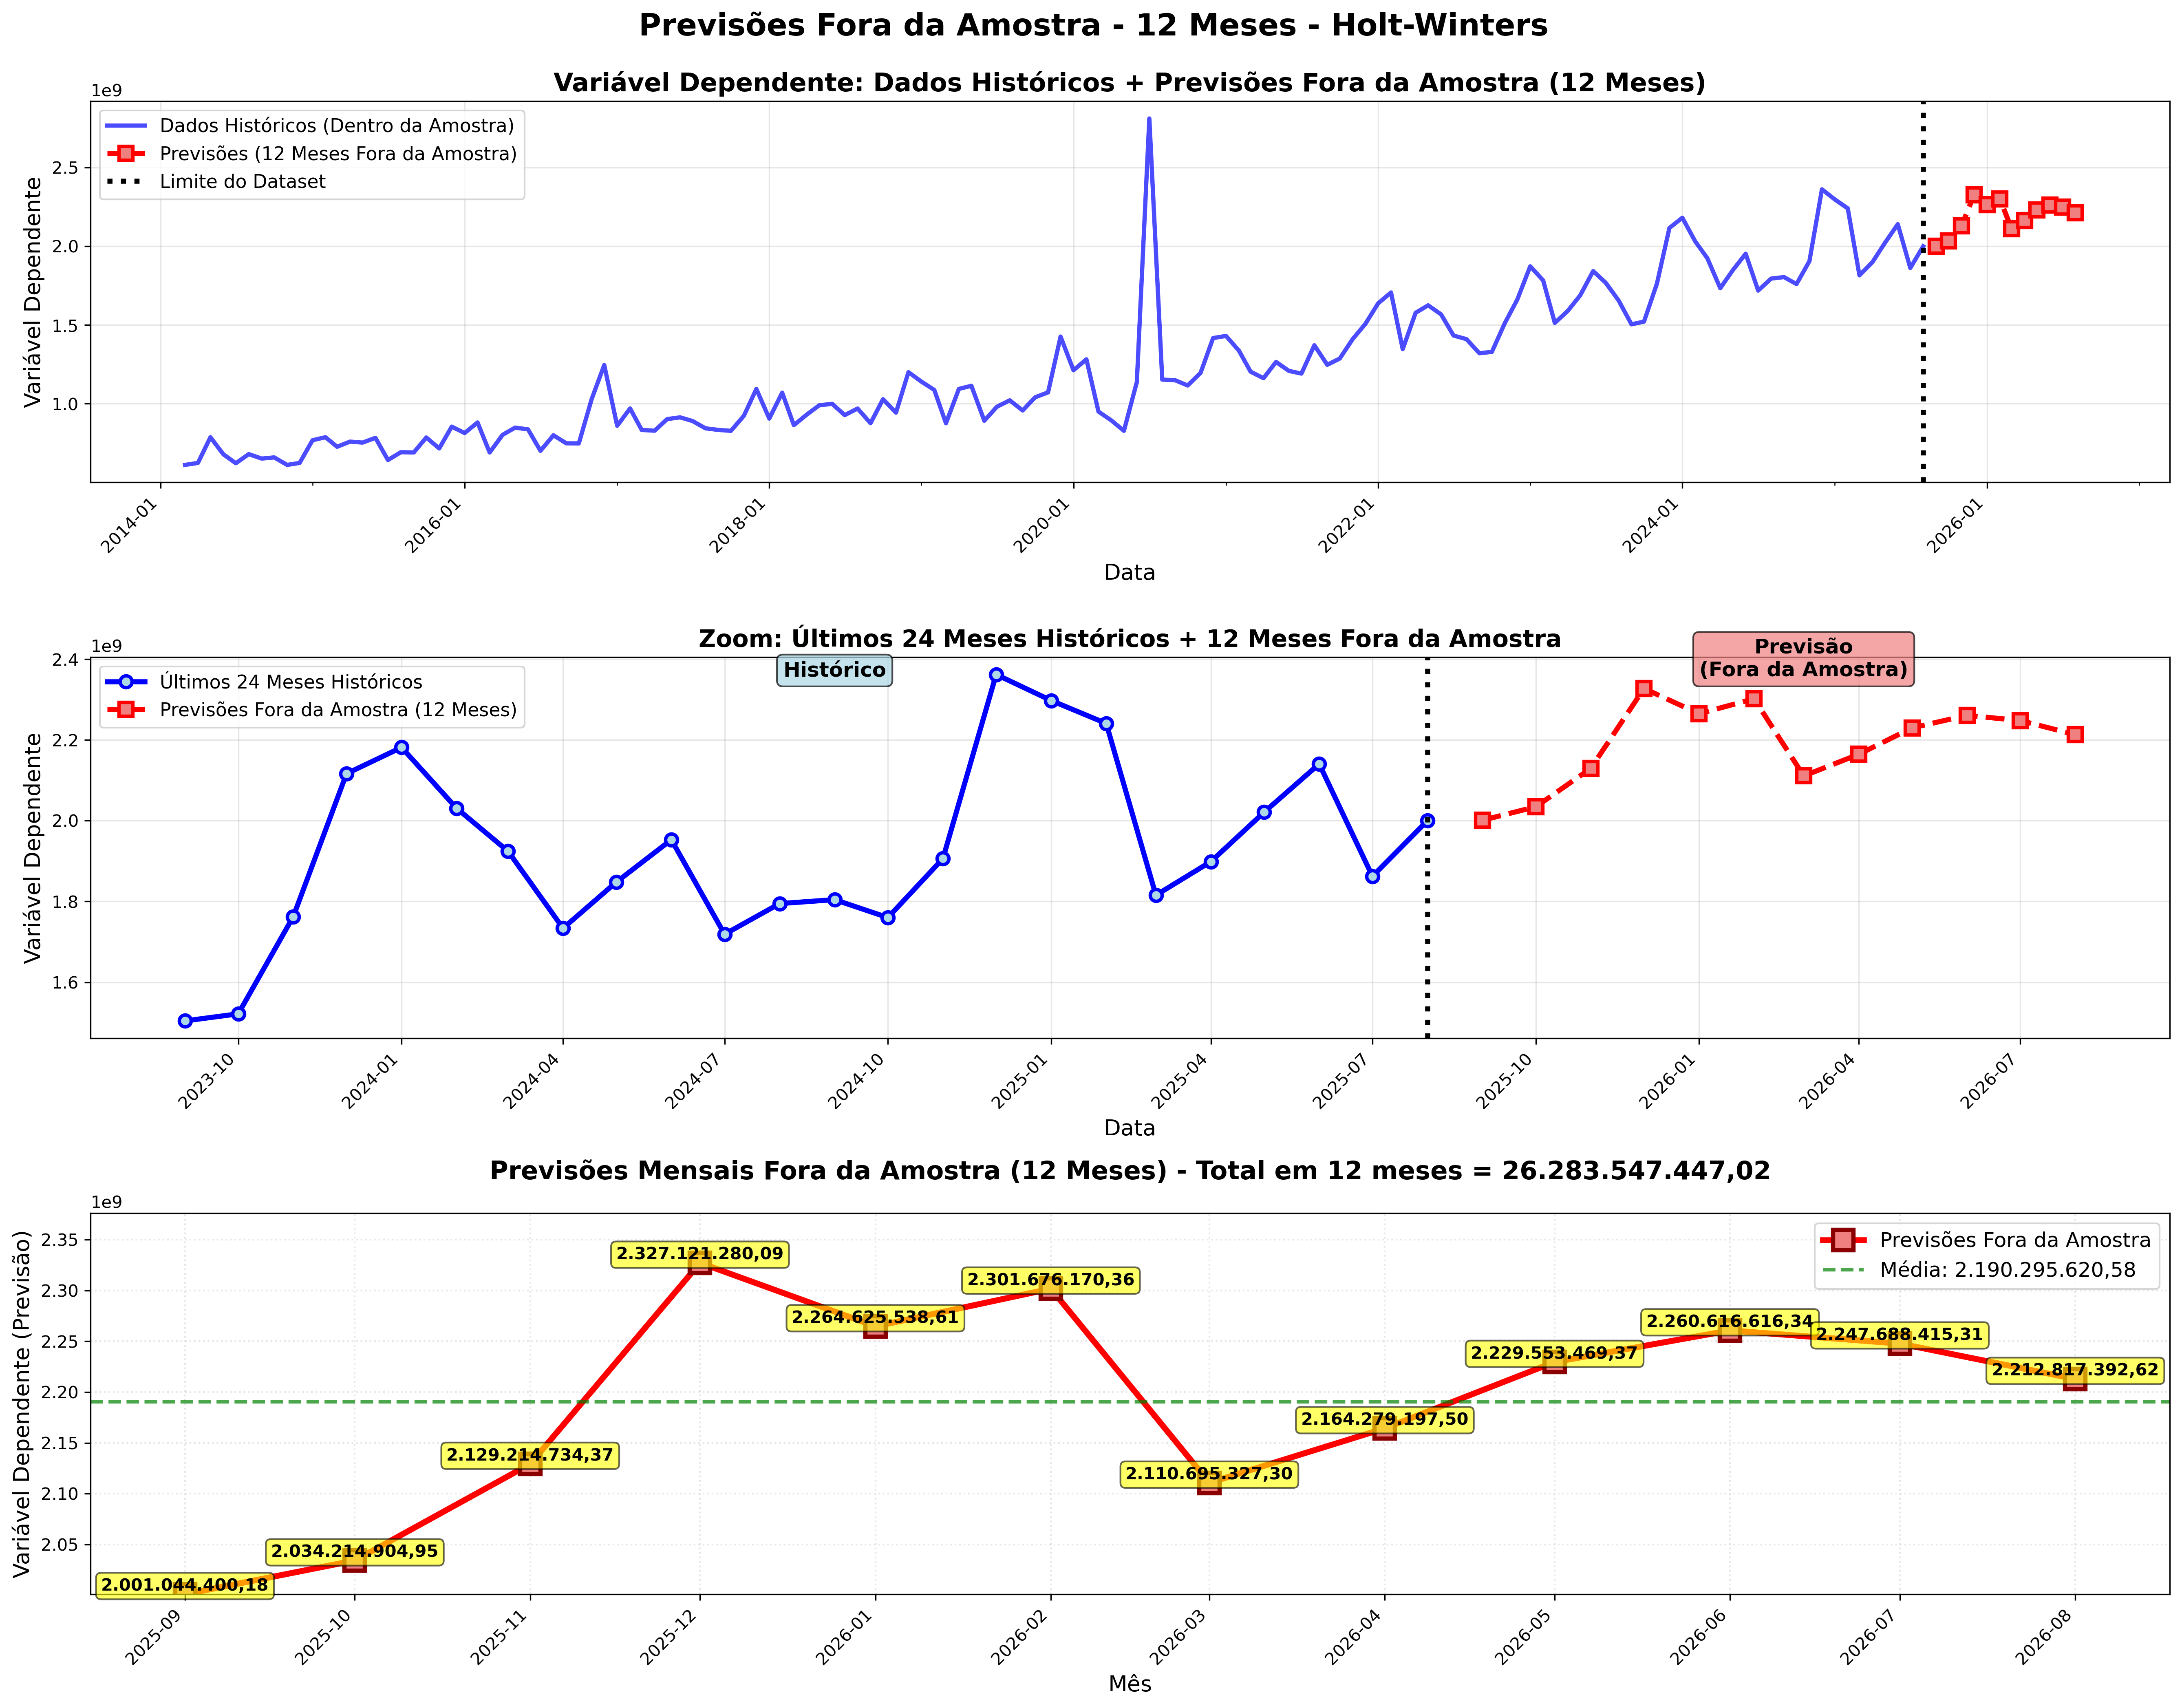 Previsões Fora da Amostra - 12 Meses - Holt-Winters
Variável Dependente: Dados Históricos + Previsões Fora da Amostra (12 Meses)
1e9
Dados Históricos (Dentro da Amostra)
Previsões (12 Meses Fora da Amostra)
Limite do Dataset
Variável Dependente
2.5
2.0
1.5
1.0
2014-01
2016-01
2018-01
2020-01
2022-01
2024-01
2026-01
Data
Zoom: Últimos 24 Meses Históricos + 12 Meses Fora da Amostra
1e9
Últimos 24 Meses Históricos
Previsões Fora da Amostra (12 Meses)
Histórico
Previsão
(Fora da Amostra)
Variável Dependente
2.4
2.2
2.0
1.8
1.6
2023-10
2024-01
2024-04
2024-07
2024-10
2025-01
2025-04
2025-07
2025-10
2026-01
2026-04
2026-07
Data
Previsões Mensais Fora da Amostra (12 Meses) - Total em 12 meses = 26.283.547.447,02
1e9
Previsões Fora da Amostra
Média: 2.190.295.620,58
Variável Dependente (Previsão)
2.35
2.30
2.25
2.20
2.15
2.10
2.05
2.001.044.400,18
2.034.214.904,95
2.129.214.734,37
2.327.121.280,09
2.264.625.538,61
2.301.676.170,36
2.110.695.327,30
2.164.279.197,50
2.229.553.469,37
2.260.616.616,34
2.247.688.415,31
2.212.817.392,62
2025-09
2025-10
2025-11
2025-12
2026-01
2026-02
2026-03
2026-04
2026-05
2026-06
2026-07
2026-08
Mês